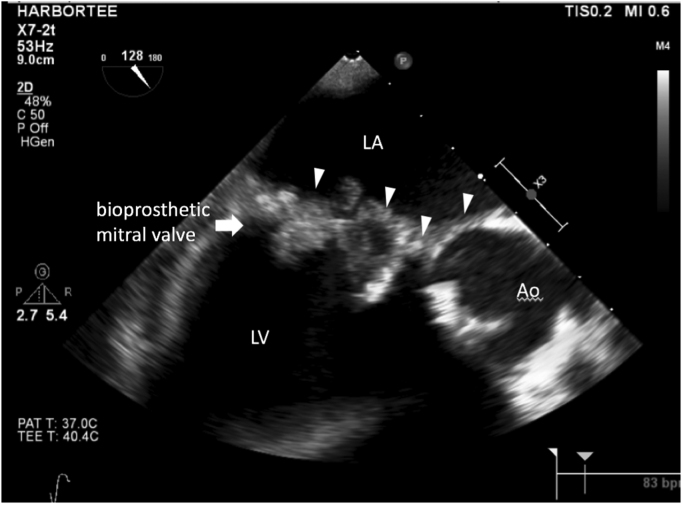 HARBORTEE
TIS0.2 MI 0.6
X7-2t
53Hz
9.0cm
0 128 180
P
M4
2D
48%
C 50
P Off
HGen
LA
X3
bioprosthetic
mitral valve
G
P R
2.7 5.4
Ao
LV
PAT T: 37.0C
TEE T: 40.4C
83 bpm